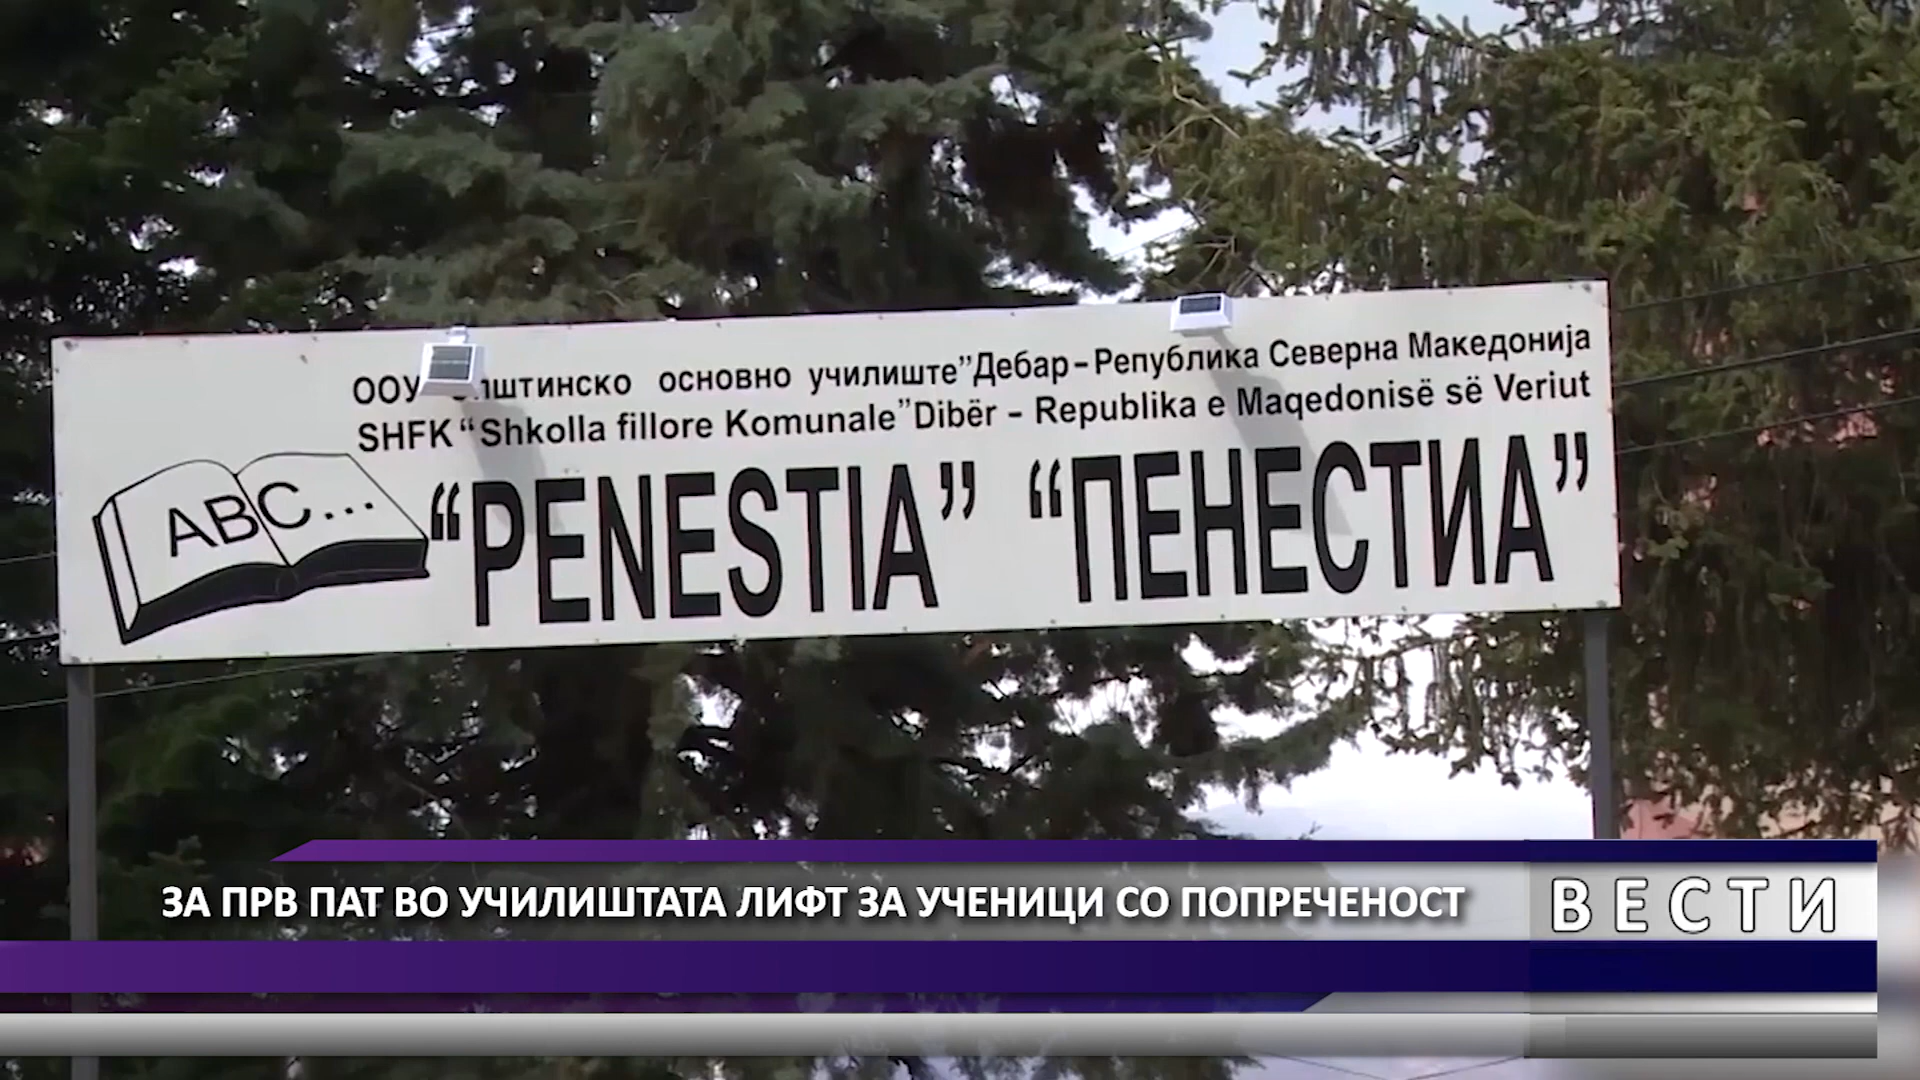 ООУ основно училиште”Дебар – Република Северна Македонија
SHFK “Shkolla fillore Komunale”Dibër - Republika e Maqedonisë së Veriut
ABC...
“PENESTIA” “ПЕНЕСТИА”
ЗА ПРВ ПАТ ВО УЧИЛИШТАТА ЛИФТ ЗА УЧЕНИЦИ СО ПОПРЕЧЕНОСТ
ВЕСТИ